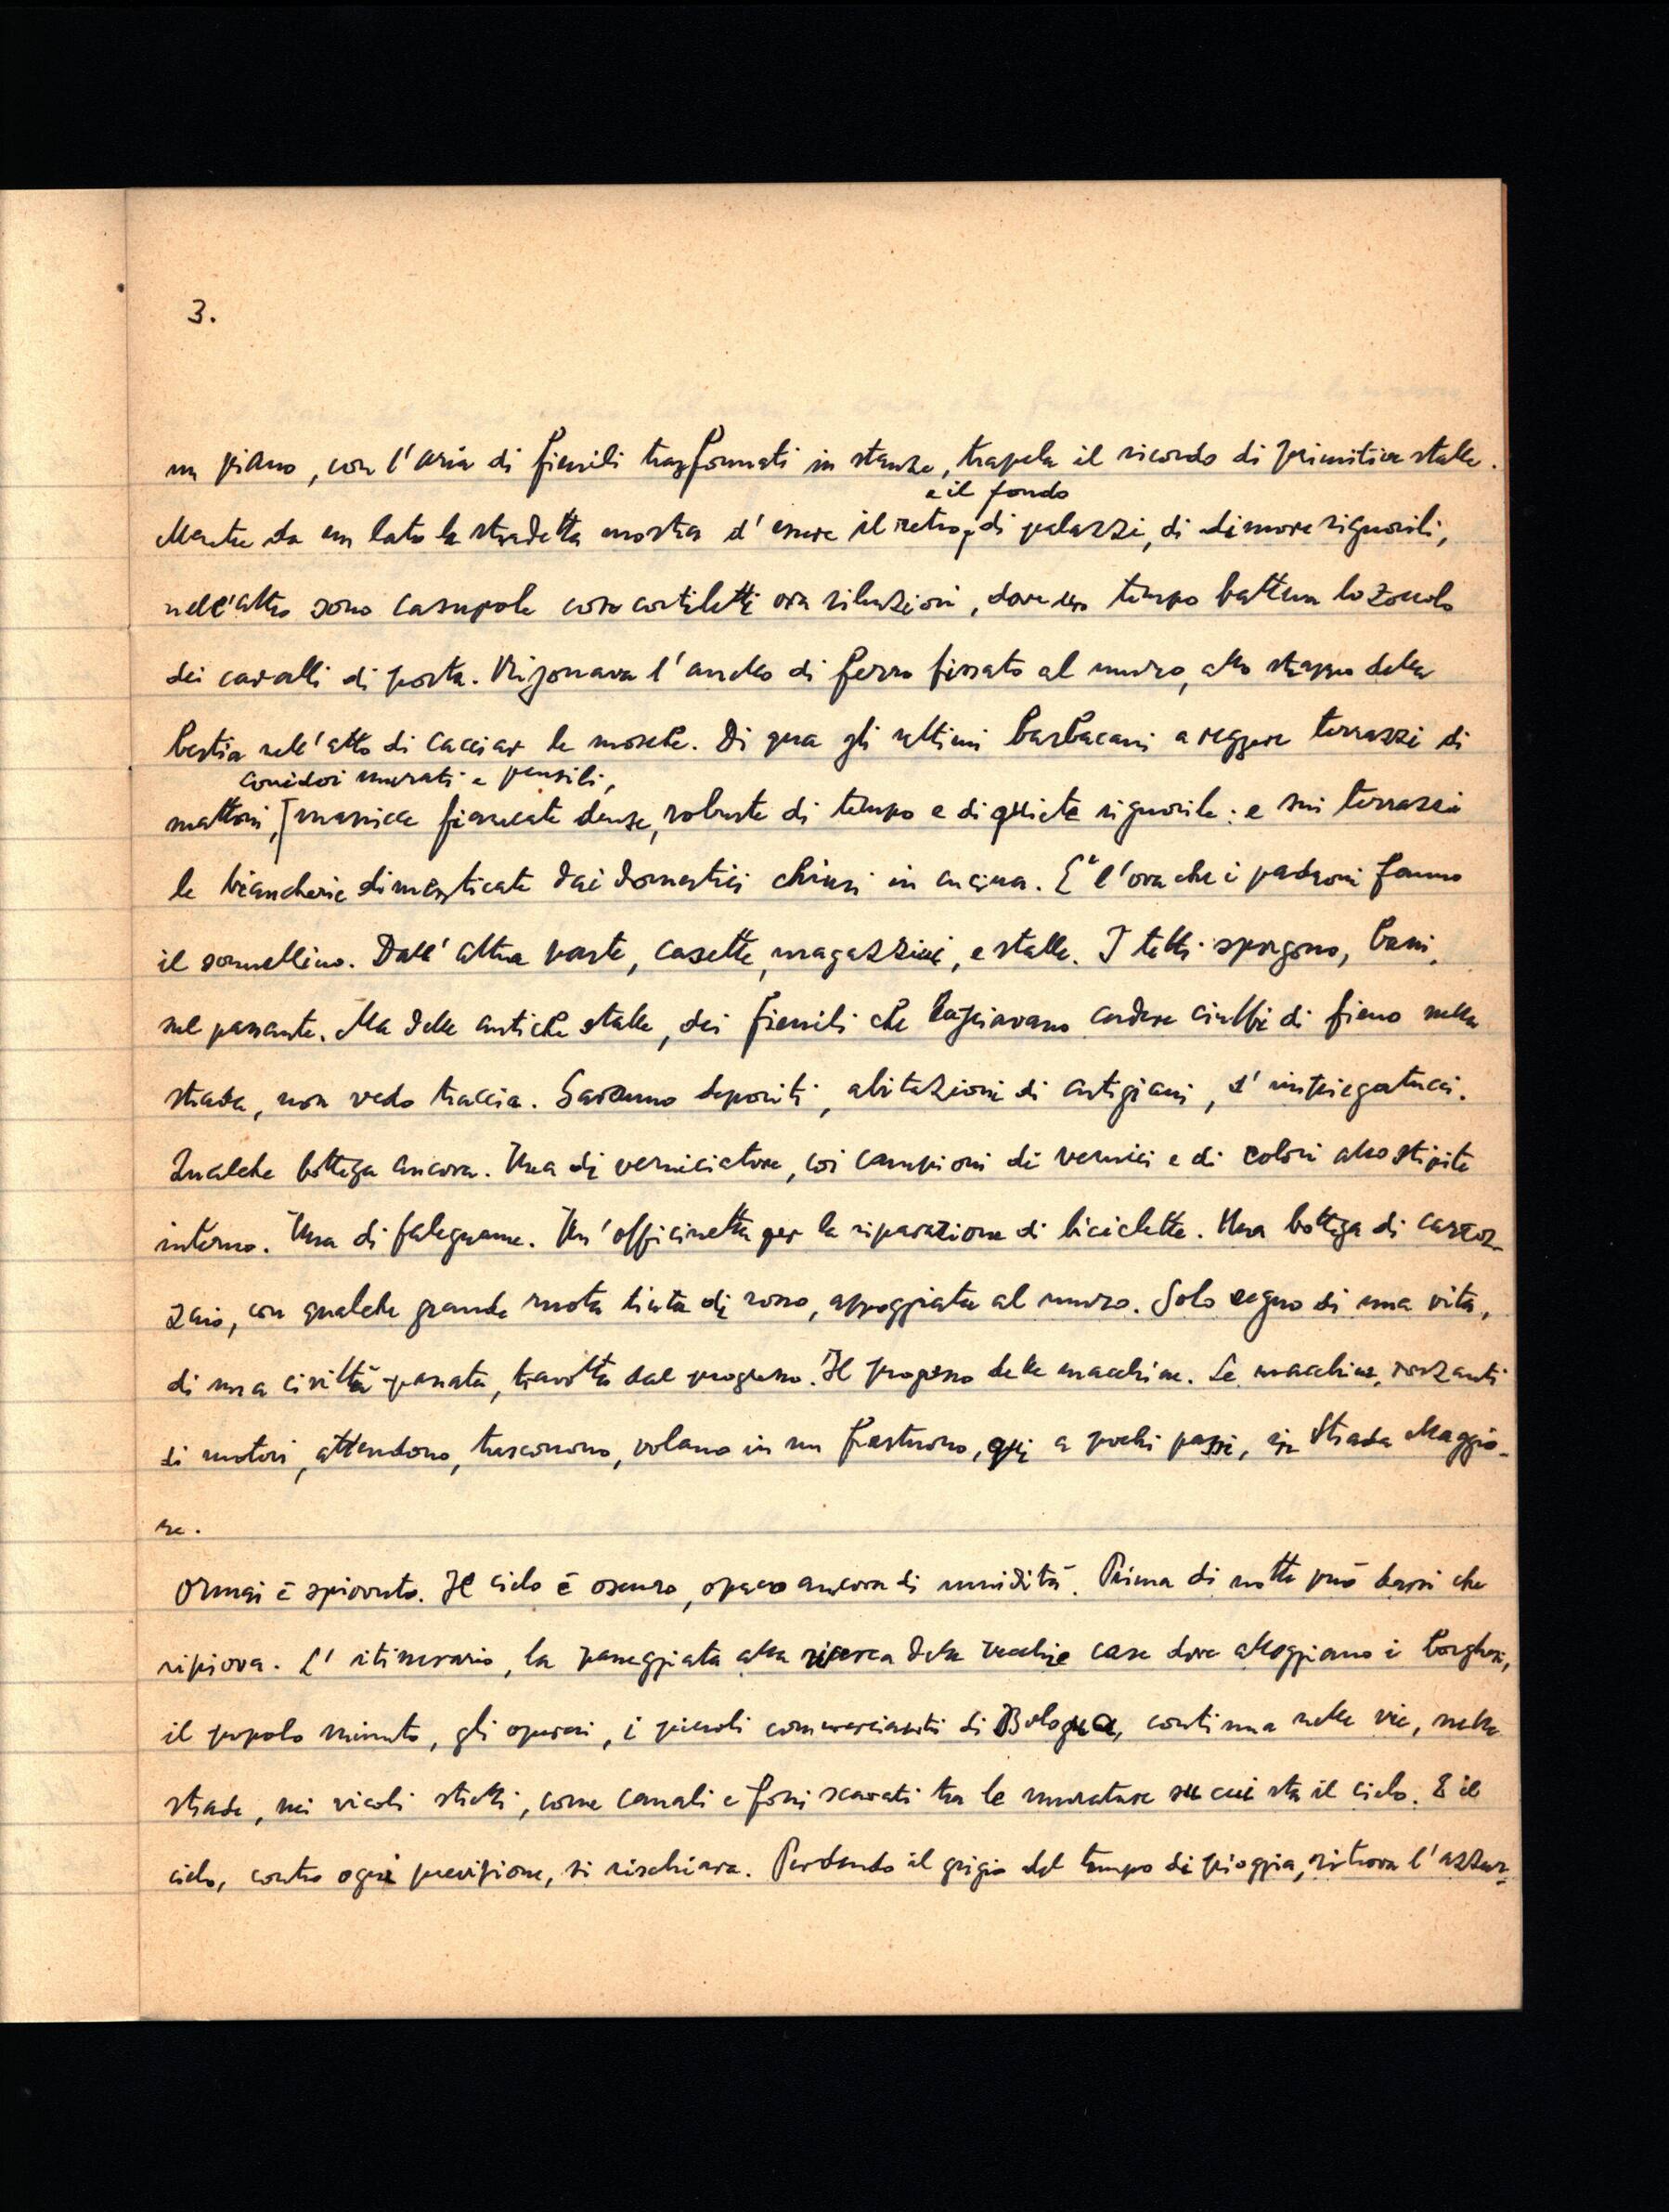 3.
un piano, con l'aria di fienili trasformati in stanze, trapela il ricordo di primitive stalle.
e il fondo
Mentre da un lato la stradetta mostra d'essere il retro, di palazzi, di dimore signorili,
nell'altro sono casupole con cortiletti ora silenziosi, dove un tempo batteva lo zoccolo
dei cavalli di posta. Risonava l'anello di ferro fissato al muro, allo strappo della
bestia nell'atto di cacciar le mosche. Di qua gli ultimi barbacani a reggere terrazzi di
corridoi murati e pensili,
mattoni, massicce fiancate dense, robuste di tempo e di quiete signorile: e sui terrazzi
le biancherie dimenticate dai domestici chiusi in cucina. E' l'ora che i padroni fanno
il sonnellino. Dall'altra parte, casette, magazzini, e stalle. I tetti sporgono, bassi,
sul passante. Ma delle antiche stalle, dei fienili che lasciavano cadere ciuffi di fieno nella
strada, non vedo traccia. Saranno depositi, abitazioni di artigiani, d'impiegatucci.
Qualche bottega ancora. Una di verniciatore, coi campioni di vernici e di colori allo stipite
interno. Una di falegname. Un'officinetta per la riparazione di biciclette. Una bottega di carroz-
zaio, con qualche grande ruota tinta di rosso, appoggiata al muro. Solo segno di una vita,
di una civiltà passata, travolta dal progresso. Il progresso delle macchine. Le macchine, ronzanti
di motori, attendono, trascorrono, volano in un frastuono, qui a pochi passi, in Strada Maggio-
re.
Ormai è spiovuto. Il cielo è oscuro, opaco ancora di umidità. Prima di notte può darsi che
ripiova. L'itinerario, la passeggiata alla ricerca delle vecchie case dove alloggiano i borghesi,
il popolo minuto, gli operai, i piccoli commercianti di Bologna, continua nelle vie, nelle
strade, nei vicoli stretti, come canali e fossi scavati tra le murature su cui sta il cielo. E il
cielo, contro ogni previsione, si rischiara. Perdendo il grigio del tempo di pioggia, ritrova l'azzur-